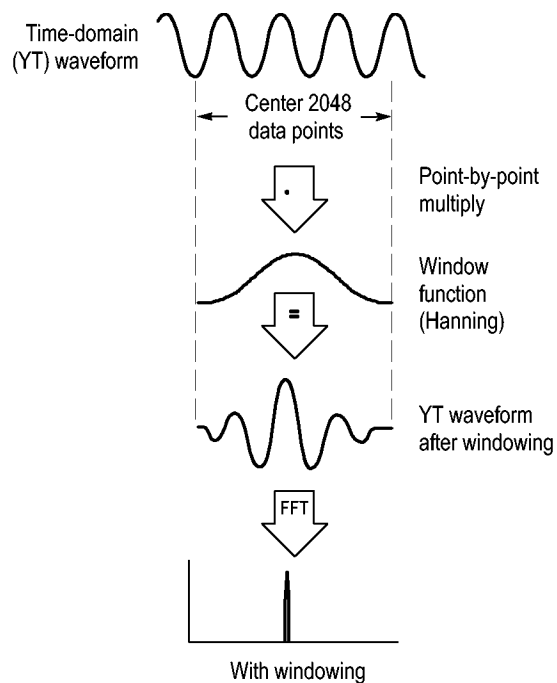 Time-domain
(YT) waveform
Center 2048
data points
Point-by-point
multiply
Window
function
(Hanning)
=
YT waveform
after windowing
FFT
With windowing